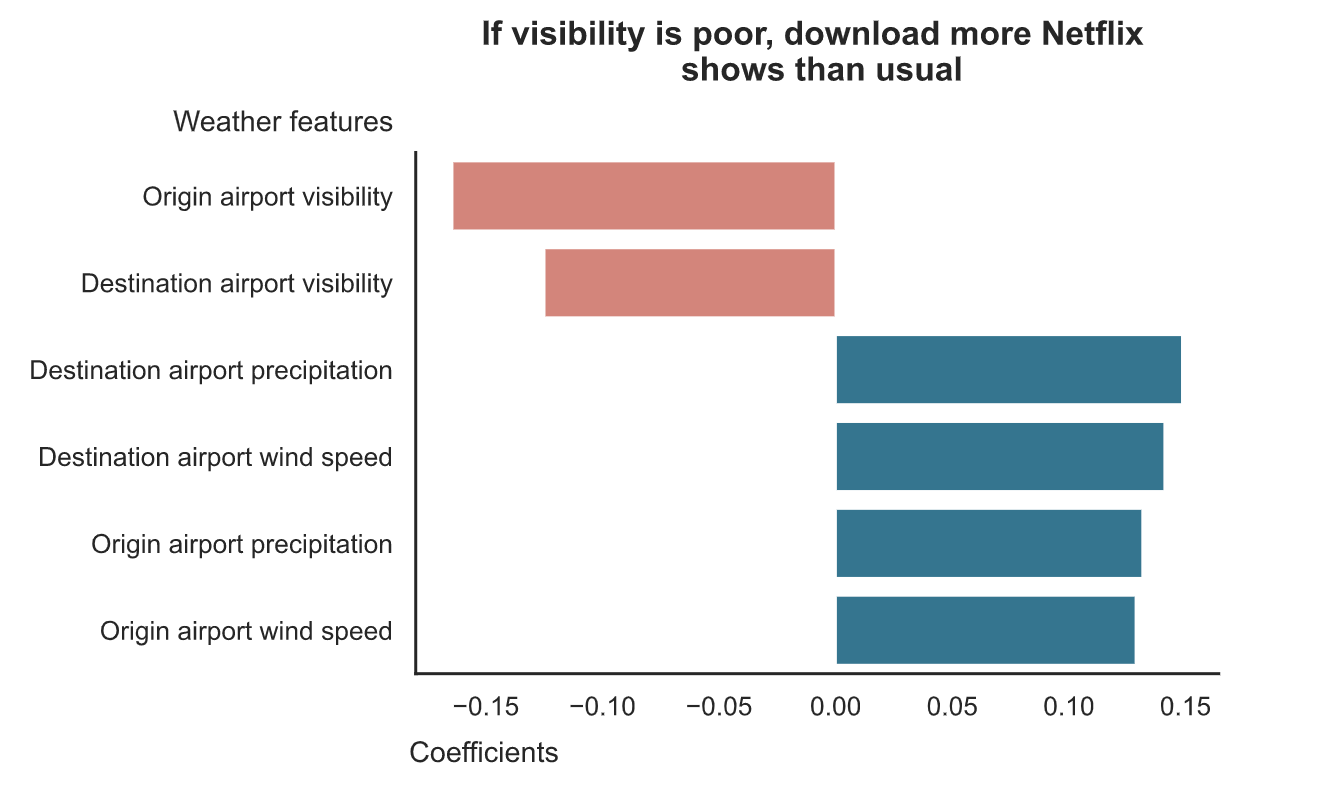 If visibility is poor, download more Netflix
shows than usual
Weather features
Origin airport visibility
Destination airport visibility
Destination airport precipitation
Destination airport wind speed
Origin airport precipitation
Origin airport wind speed
−0.15 −0.10 −0.05 0.00 0.05 0.10 0.15
Coefficients